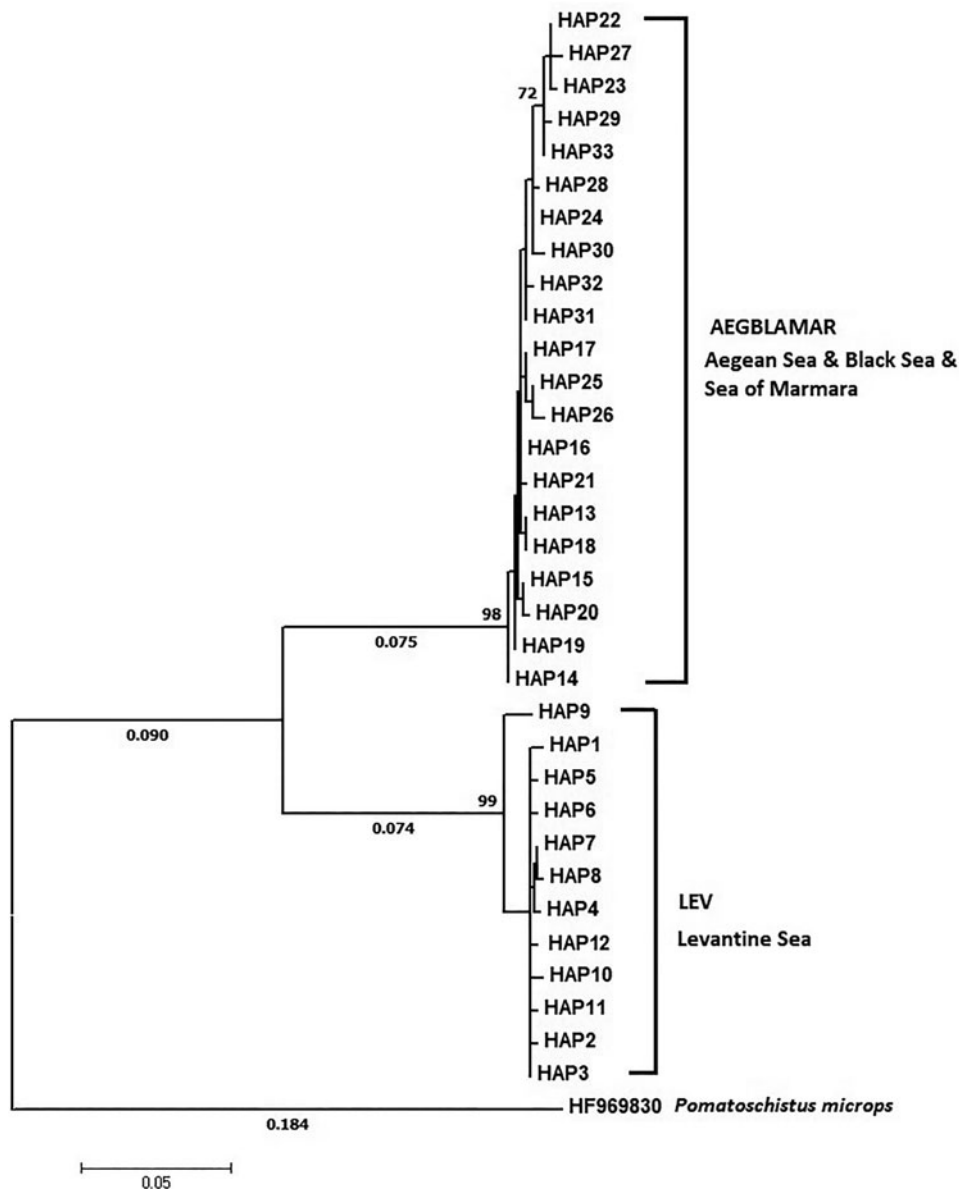 HAP22
HAP27
HAP23
72
HAP29
HAP33
HAP28
HAP24
HAP30
HAP32
HAP31
HAP17
HAP25
HAP26
HAP16
HAP21
HAP13
HAP18
HAP15
HAP20
98
0.075
HAP19
HAP14
AEGBLAMAR
Aegean Sea & Black Sea &
Sea of Marmara
HAP9
0.090
HAP1
HAP5
99
HAP6
0.074
HAP7
HAP8
HAP4
HAP12
HAP10
HAP11
HAP2
HAP3
LEV
Levantine Sea
HF969830 Pomatoschistus microps
0.184
0.05